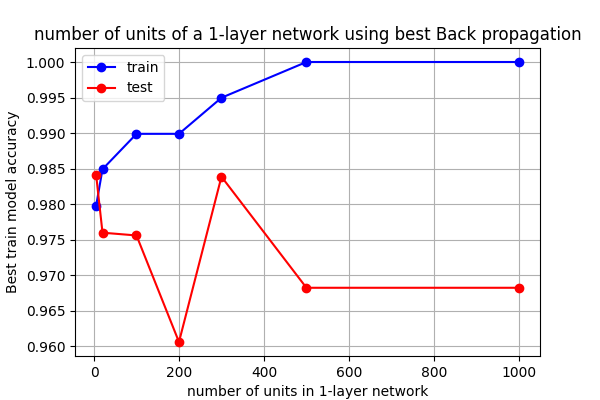 number of units of a 1-layer network using best Back propagation
train
test
Best train model accuracy
1.000
0.995
0.990
0.985
0.980
0.975
0.970
0.965
0.960
0 200 400 600 800 1000
number of units in 1-layer network